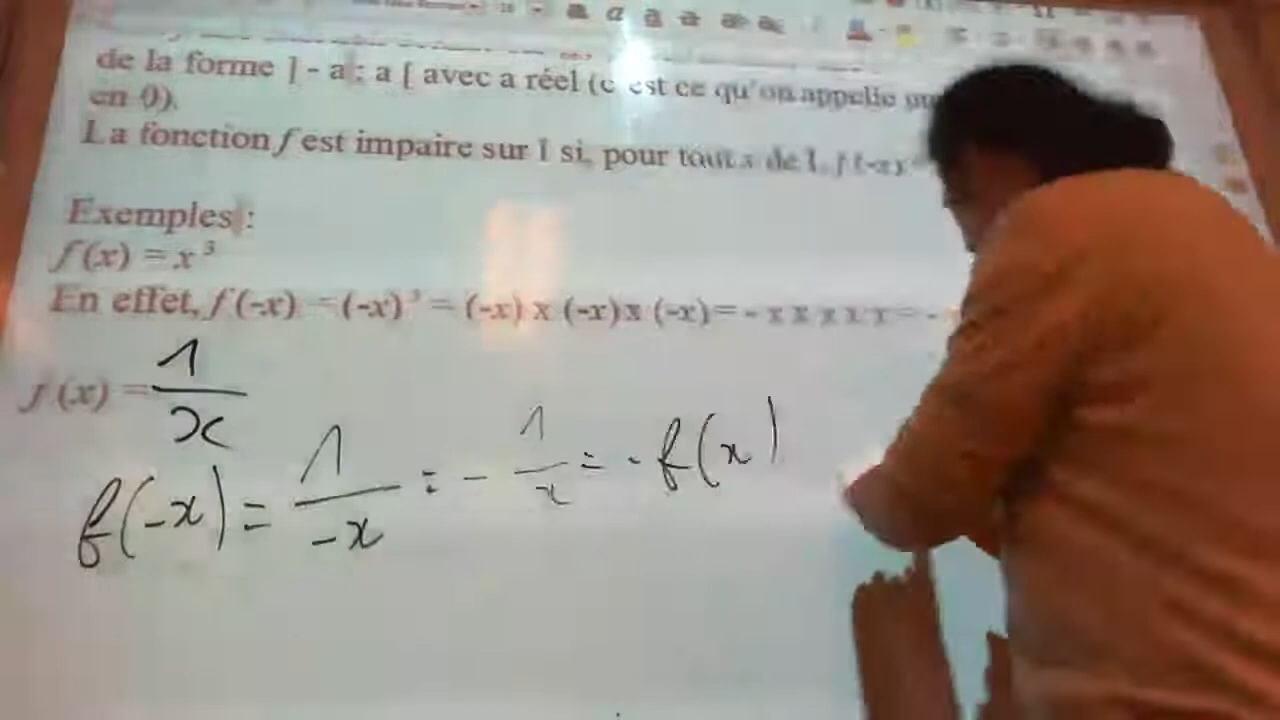 de la forme ] - a ; a [ avec a réel (c'est ce qu'on appelle
en 0).
La fonction f est impaire sur I si, pour tout x de I, f(-x)
Exemples :
f(x) = x³
En effet, f(-x) = (-x)³ = (-x) x (-x) x (-x) = - x x x x x = -
f(x) = 1/x
f(-x) = 1/-x = - 1/x = - f(x)